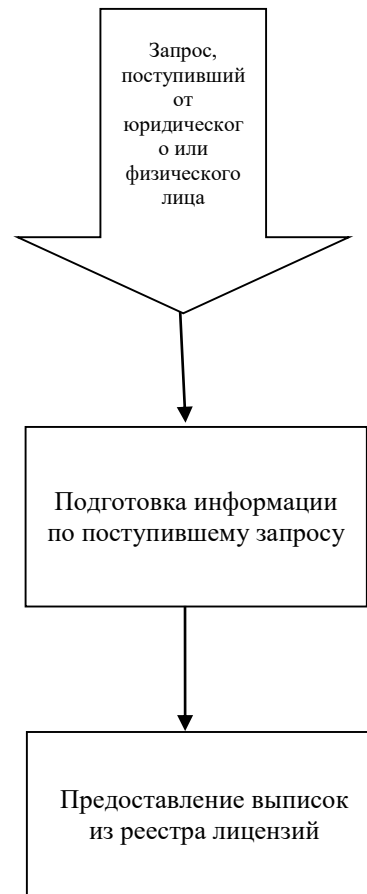 Запрос,
поступивший
от
юридическог
о или
физического
лица
Подготовка информации
по поступившему запросу
Предоставление выписок
из реестра лицензий